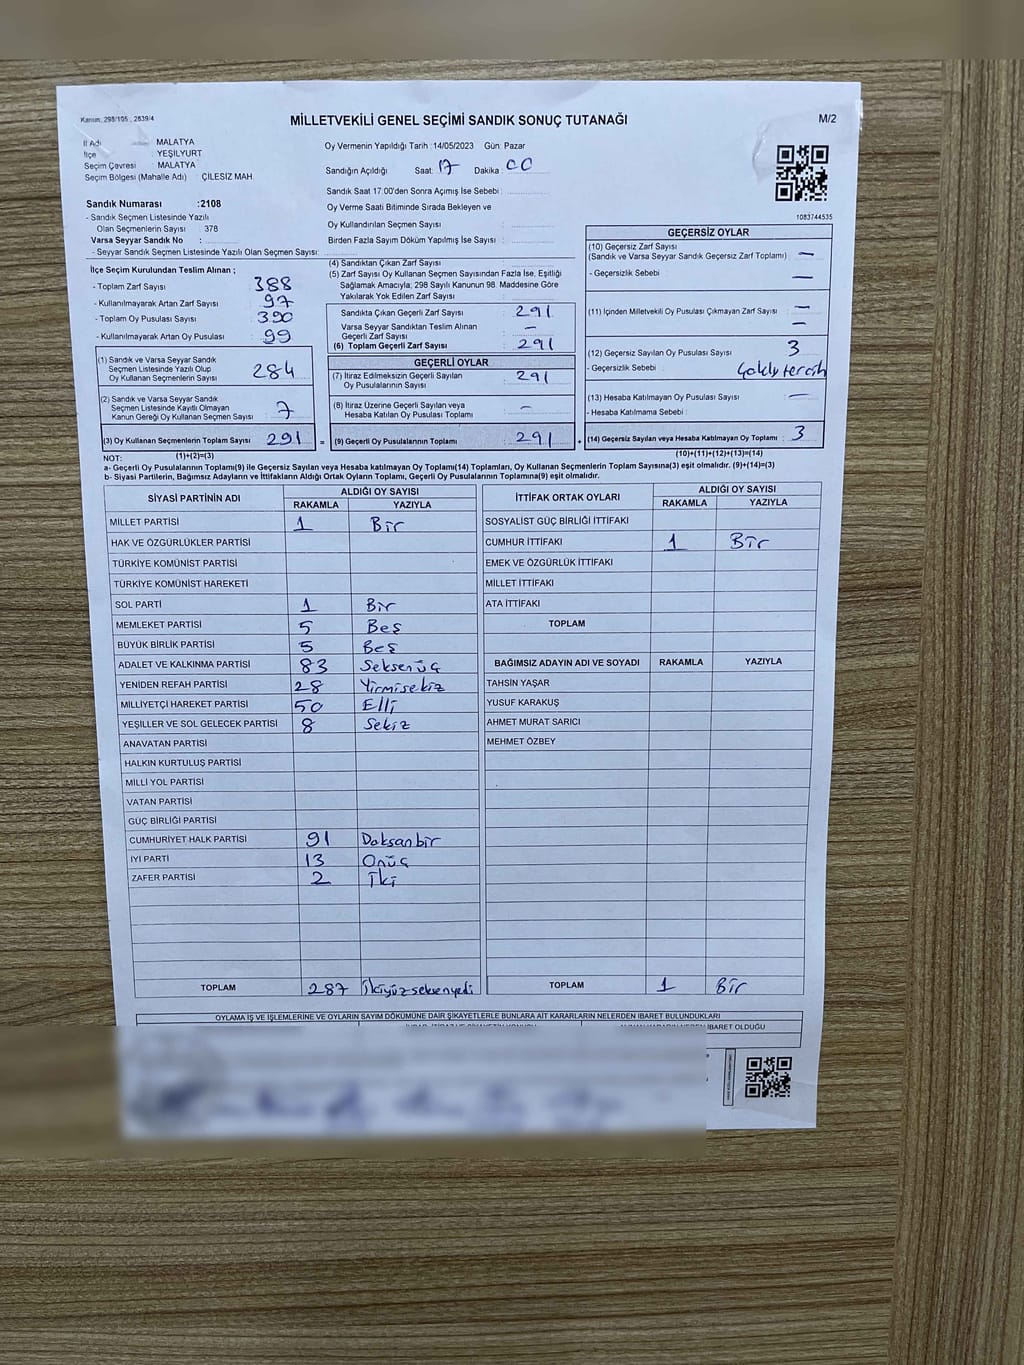 Kanun, 298/105 , 2839/4
MİLLETVEKİLİ GENEL SEÇİMİ SANDIK SONUÇ TUTANAĞI
M/2
İl Adı : MALATYA
İlçe : YEŞİLYURT
Seçim Çevresi : MALATYA
Seçim Bölgesi (Mahalle Adı) : ÇİLESİZ MAH.
Sandık Numarası :2108
- Sandık Seçmen Listesinde Yazılı
Olan Seçmenlerin Sayısı : 378
Varsa Seyyar Sandık No :
- Seyyar Sandık Seçmen Listesinde Yazılı Olan Seçmen Sayısı:
Oy Vermenin Yapıldığı Tarih :14/05/2023 Gün: Pazar
Sandığın Açıldığı Saat: 17 Dakika : 00
Sandık Saat 17:00'den Sonra Açımış İse Sebebi :
Oy Verme Saati Bitiminde Sırada Bekleyen ve
Oy Kullandırılan Seçmen Sayısı :
Birden Fazla Sayım Döküm Yapılmış İse Sayısı :
1083744535
İlçe Seçim Kurulundan Teslim Alınan ;
- Toplam Zarf Sayısı : 388
- Kullanılmayarak Artan Zarf Sayısı : 97
- Toplam Oy Pusulası Sayısı : 390
- Kullanılmayarak Artan Oy Pusulası : 99
(1) Sandık ve Varsa Seyyar Sandık
Seçmen Listesinde Yazılı Olup
Oy Kullanan Seçmenlerin Sayısı : 284
(2) Sandık ve Varsa Seyyar Sandık
Seçmen Listesinde Kayıtlı Olmayan
Kanun Gereği Oy Kullanan Seçmen Sayısı : 7
(3) Oy Kullanan Seçmenlerin Toplam Sayısı : 291 =
(1)+(2)=(3)
(4) Sandıktan Çıkan Zarf Sayısı :
(5) Zarf Sayısı Oy Kullanan Seçmen Sayısından Fazla İse, Eşitliği
Sağlamak Amacıyla; 298 Sayılı Kanunun 98. Maddesine Göre
Yakılarak Yok Edilen Zarf Sayısı :
Sandıkta Çıkan Geçerli Zarf Sayısı : 291
Varsa Seyyar Sandıktan Teslim Alınan
Geçerli Zarf Sayısı : –
(6) Toplam Geçerli Zarf Sayısı : 291
GEÇERLİ OYLAR
(7) İtiraz Edilmeksizin Geçerli Sayılan
Oy Pusulalarının Sayısı : 291
(8) İtiraz Üzerine Geçerli Sayılan veya
Hesaba Katılan Oy Pusulası Toplamı : –
(9) Geçerli Oy Pusulalarının Toplamı : 291 +
GEÇERSİZ OYLAR
(10) Geçersiz Zarf Sayısı
(Sandık ve Varsa Seyyar Sandık Geçersiz Zarf Toplamı) : –
- Geçersizlik Sebebi : –
(11) İçinden Milletvekili Oy Pusulası Çıkmayan Zarf Sayısı : –
–
(12) Geçersiz Sayılan Oy Pusulası Sayısı : 3
- Geçersizlik Sebebi : Çoklu tercih
(13) Hesaba Katılmayan Oy Pusulası Sayısı : –
- Hesaba Katılmama Sebebi :
(14) Geçersiz Sayılan veya Hesaba Katılmayan Oy Toplamı : 3
(10)+(11)+(12)+(13)=(14)
NOT:
a- Geçerli Oy Pusulalarının Toplamı(9) ile Geçersiz Sayılan veya Hesaba katılmayan Oy Toplamı(14) Toplamları, Oy Kullanan Seçmenlerin Toplam Sayısına(3) eşit olmalıdır. (9)+(14)=(3)
b- Siyasi Partilerin, Bağımsız Adayların ve İttifakların Aldığı Ortak Oyların Toplamı, Geçerli Oy Pusulalarının Toplamına(9) eşit olmalıdır.
SİYASİ PARTİNİN ADI ALDIĞI OY SAYISI
RAKAMLA YAZIYLA
MİLLET PARTİSİ 1 Bir
HAK VE ÖZGÜRLÜKLER PARTİSİ
TÜRKİYE KOMÜNİST PARTİSİ
TÜRKİYE KOMÜNİST HAREKETİ
SOL PARTİ 1 Bir
MEMLEKET PARTİSİ 5 Beş
BÜYÜK BİRLİK PARTİSİ 5 Beş
ADALET VE KALKINMA PARTİSİ 83 Seksenüç
YENİDEN REFAH PARTİSİ 28 Yirmisekiz
MİLLİYETÇİ HAREKET PARTİSİ 50 Elli
YEŞİLLER VE SOL GELECEK PARTİSİ 8 Sekiz
ANAVATAN PARTİSİ
HALKIN KURTULUŞ PARTİSİ
MİLLİ YOL PARTİSİ
VATAN PARTİSİ
GÜÇ BİRLİĞİ PARTİSİ
CUMHURİYET HALK PARTİSİ 91 Doksanbir
İYİ PARTİ 13 Onüç
ZAFER PARTİSİ 2 İki
TOPLAM 287 İkiyüzseksenyedi
İTTİFAK ORTAK OYLARI ALDIĞI OY SAYISI
RAKAMLA YAZIYLA
SOSYALİST GÜÇ BİRLİĞİ İTTİFAKI
CUMHUR İTTİFAKI 1 Bir
EMEK VE ÖZGÜRLÜK İTTİFAKI
MİLLET İTTİFAKI
ATA İTTİFAKI
TOPLAM
BAĞIMSIZ ADAYIN ADI VE SOYADI RAKAMLA YAZIYLA
TAHSİN YAŞAR
YUSUF KARAKUŞ
AHMET MURAT SARICI
MEHMET ÖZBEY
TOPLAM 1 Bir
OYLAMA İŞ VE İŞLEMLERİNE VE OYLARIN SAYIM DÖKÜMÜNE DAİR ŞİKAYETLERLE BUNLARA AİT KARARLARIN NELERDEN İBARET BULUNDUKLARI
İBARET OLDUĞU